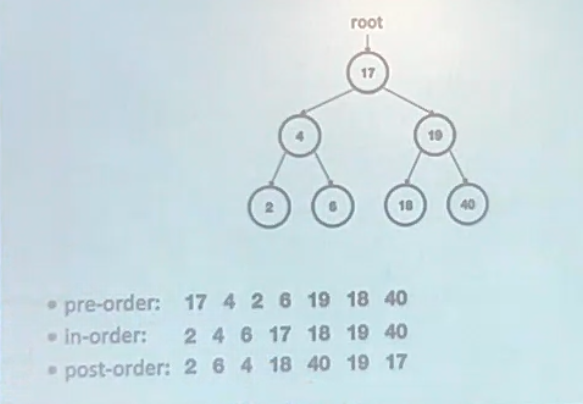 root
17
4 19
2 6 18 40
• pre-order: 17 4 2 6 19 18 40
• in-order: 2 4 6 17 18 19 40
• post-order: 2 6 4 18 40 19 17